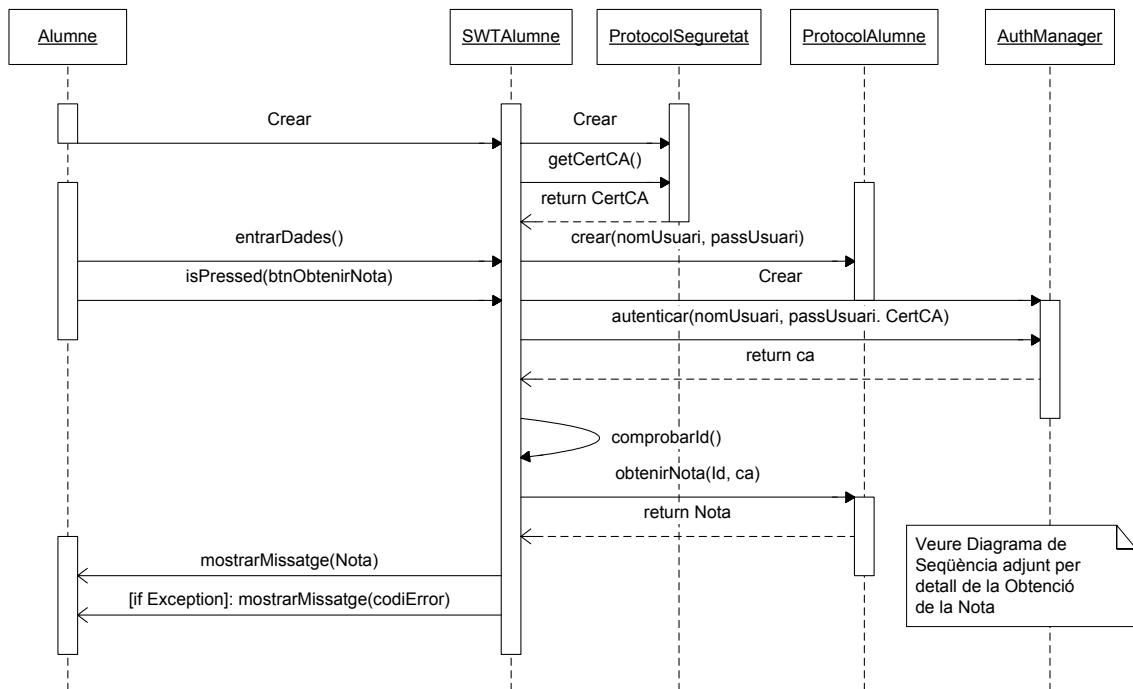 Alumne
SWTAlumne
ProtocolSeguretat
ProtocolAlumne
AuthManager
Crear
Crear
getCertCA()
return CertCA
entrarDades()
crear(nomUsuari, passUsuari)
isPressed(btnObtenirNota)
Crear
autenticar(nomUsuari, passUsuari. CertCA)
return ca
comprobarId()
obtenirNota(Id, ca)
return Nota
Veure Diagrama de
Seqüència adjunt per
detall de la Obtenció
de la Nota
mostrarMissatge(Nota)
[if Exception]: mostrarMissatge(codiError)